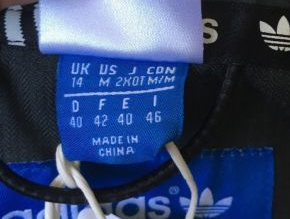 s
UK US J CDN
14 M 2XOT M/M
D F E I
40 42 40 46
MADE IN
CHINA
adidas®